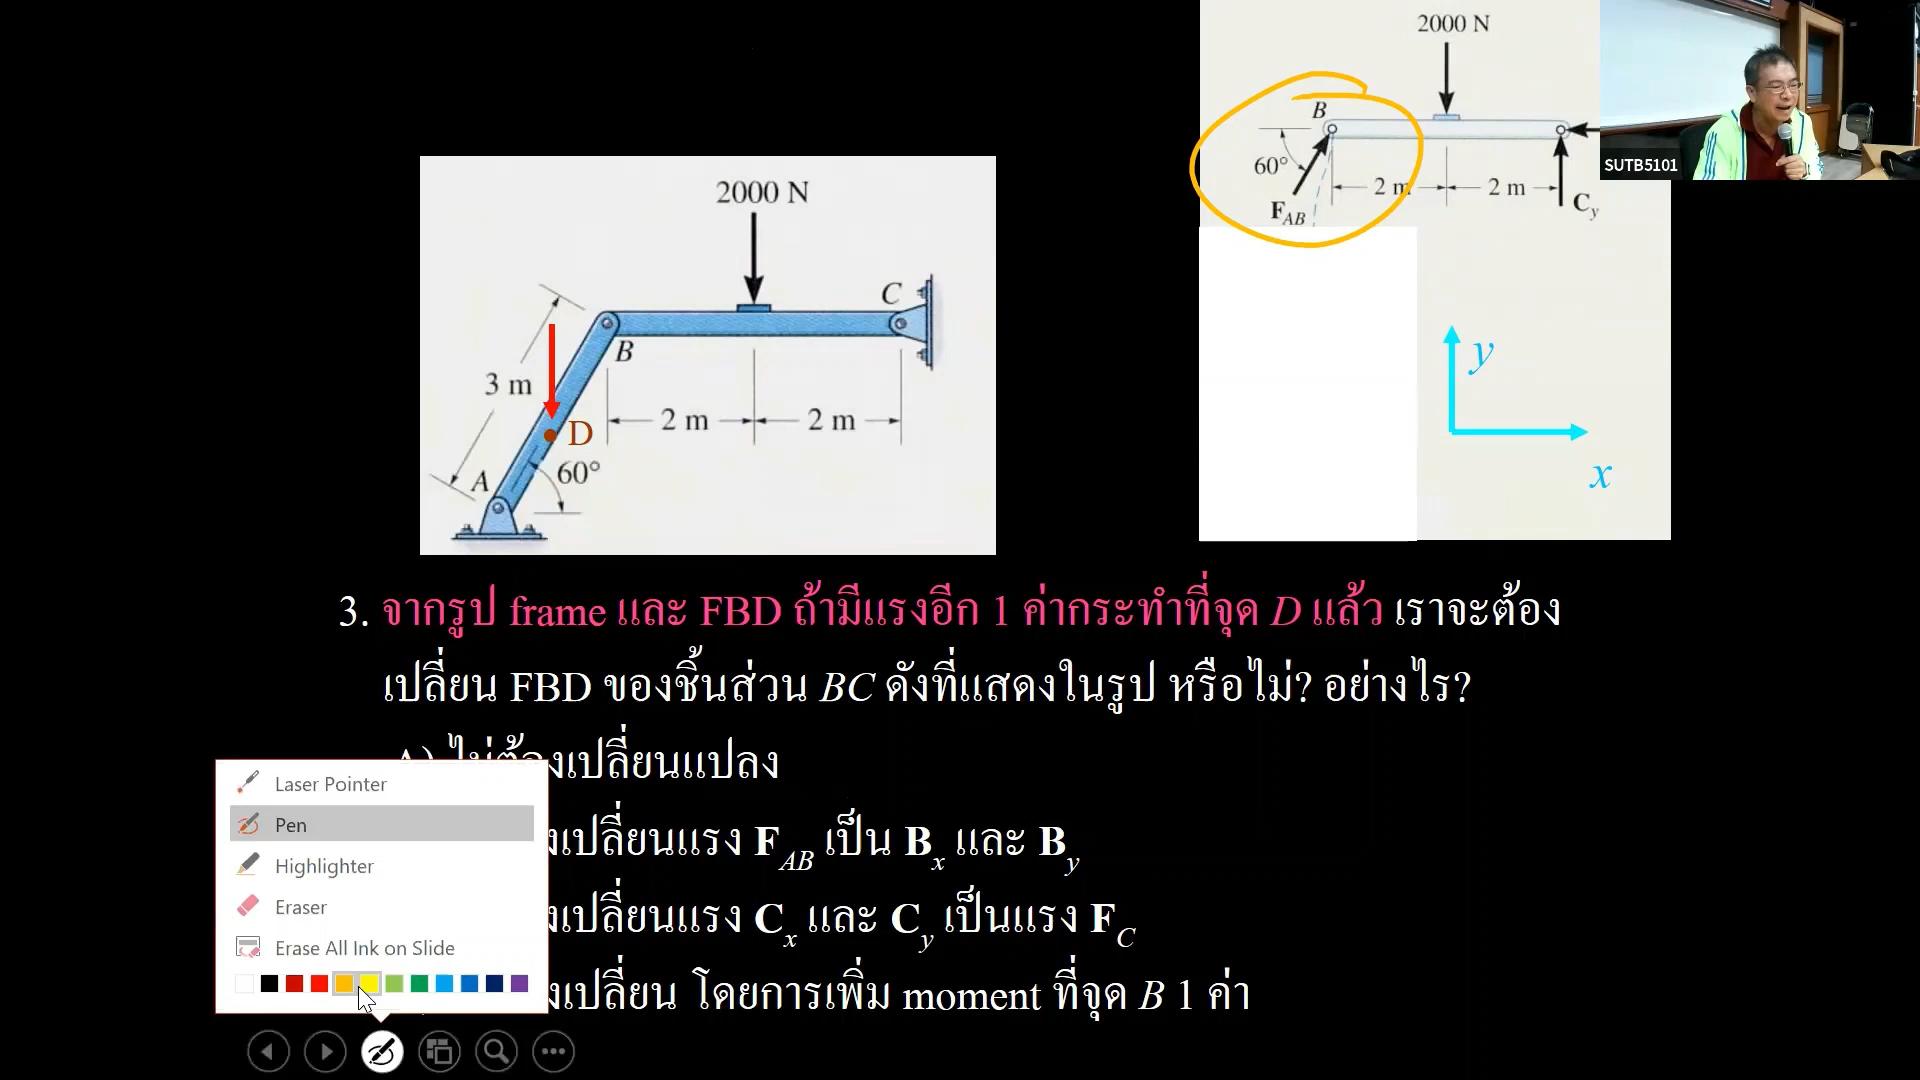 2000 N
B
60°
F_AB
2 m
2 m
C_y
SUTB5101
2000 N
C
B
3 m
2 m
2 m
D
A
60°
y
x
3. จากรูป frame และ FBD ถ้ามีแรงอีก 1 ค่ากระทำที่จุด D แล้ว เราจะต้อง
เปลี่ยน FBD ของชิ้นส่วน BC ดังที่แสดงในรูป หรือไม่? อย่างไร?
A) ไม่ต้องเปลี่ยนแปลง
งเปลี่ยนแรง F_AB เป็น B_x และ B_y
งเปลี่ยนแรง C_x และ C_y เป็นแรง F_C
งเปลี่ยน โดยการเพิ่ม moment ที่จุด B 1 ค่า
Laser Pointer
Pen
Highlighter
Eraser
Erase All Ink on Slide